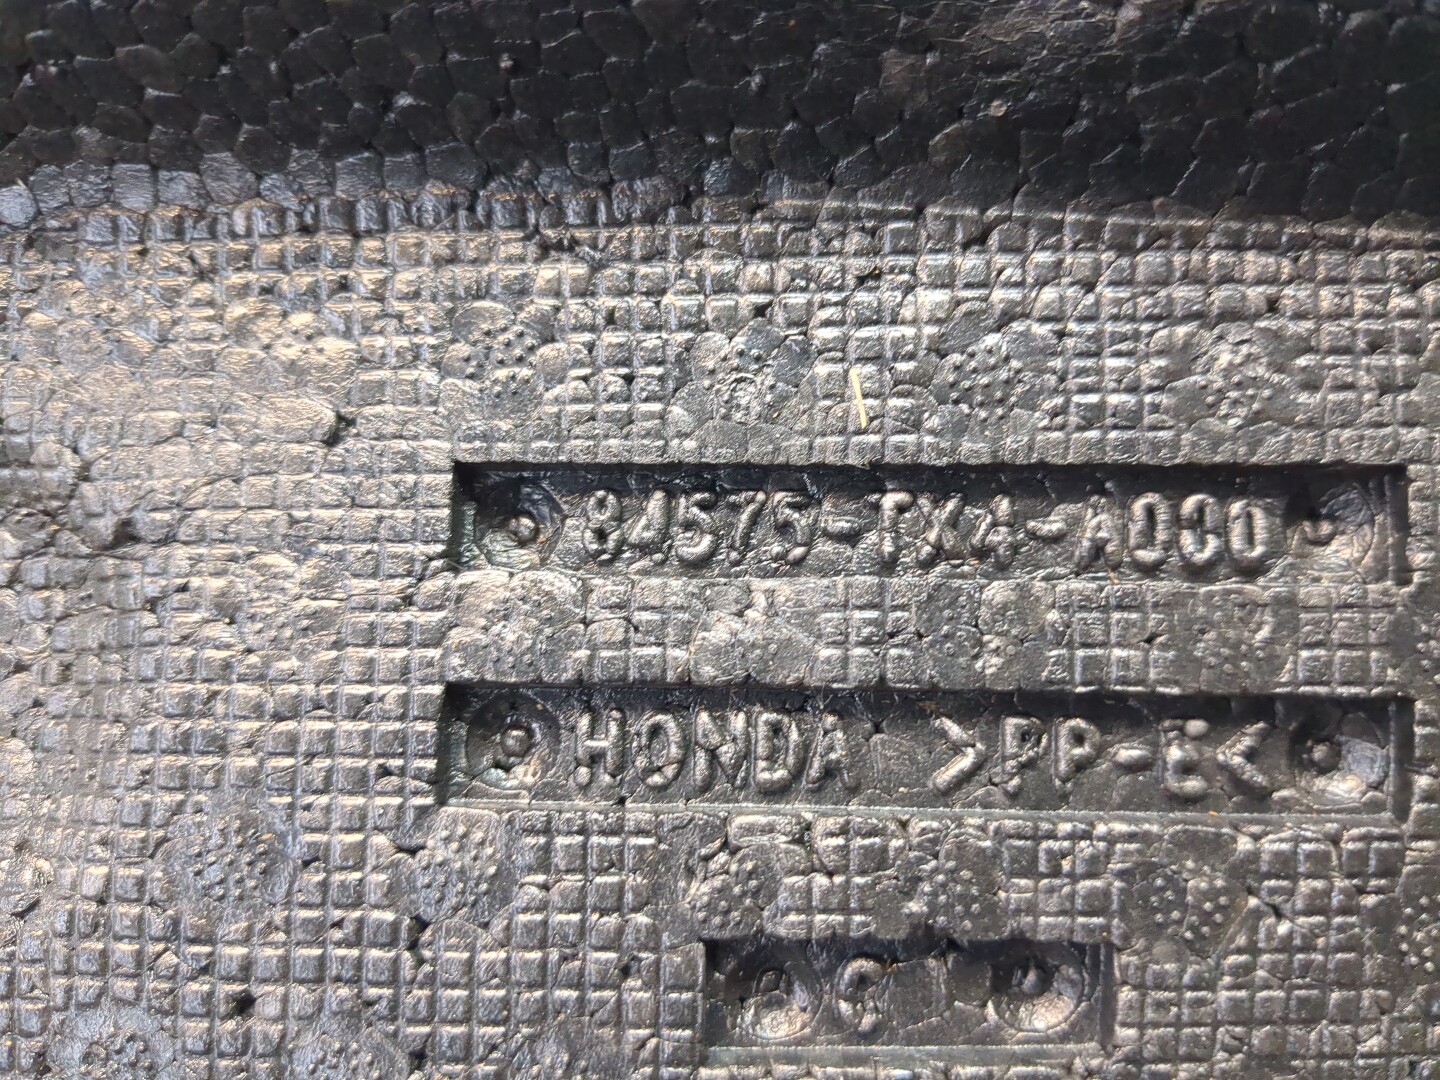 84575-TX4-A000
HONDA >PP-E<